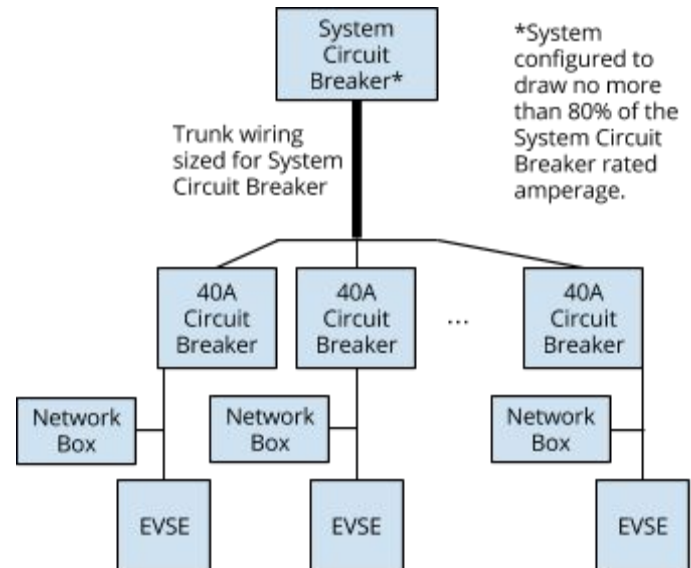 System
Circuit
Breaker*
*System
configured to
draw no more
than 80% of the
System Circuit
Breaker rated
amperage.
Trunk wiring
sized for System
Circuit Breaker
40A
Circuit
Breaker
40A
Circuit
Breaker
...
40A
Circuit
Breaker
Network
Box
Network
Box
Network
Box
EVSE
EVSE
EVSE